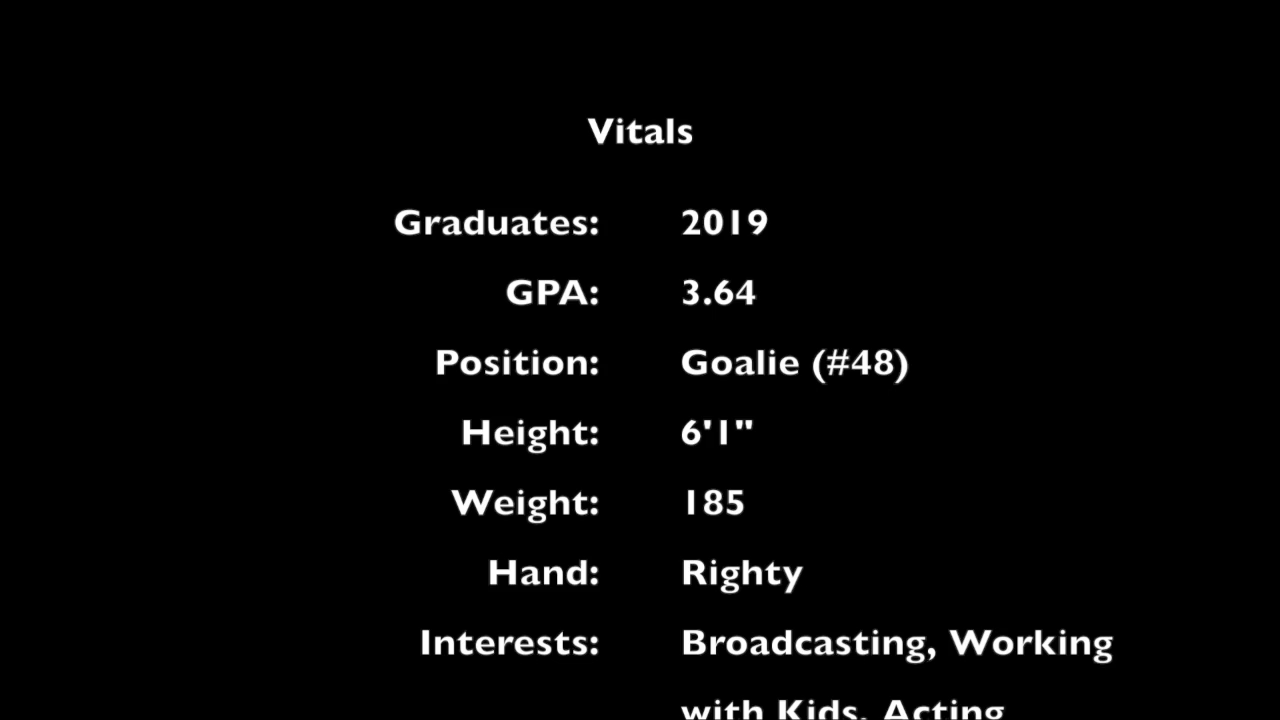 Vitals
Graduates: 2019
GPA: 3.64
Position: Goalie (#48)
Height: 6'1"
Weight: 185
Hand: Righty
Interests: Broadcasting, Working
with Kids, Acting